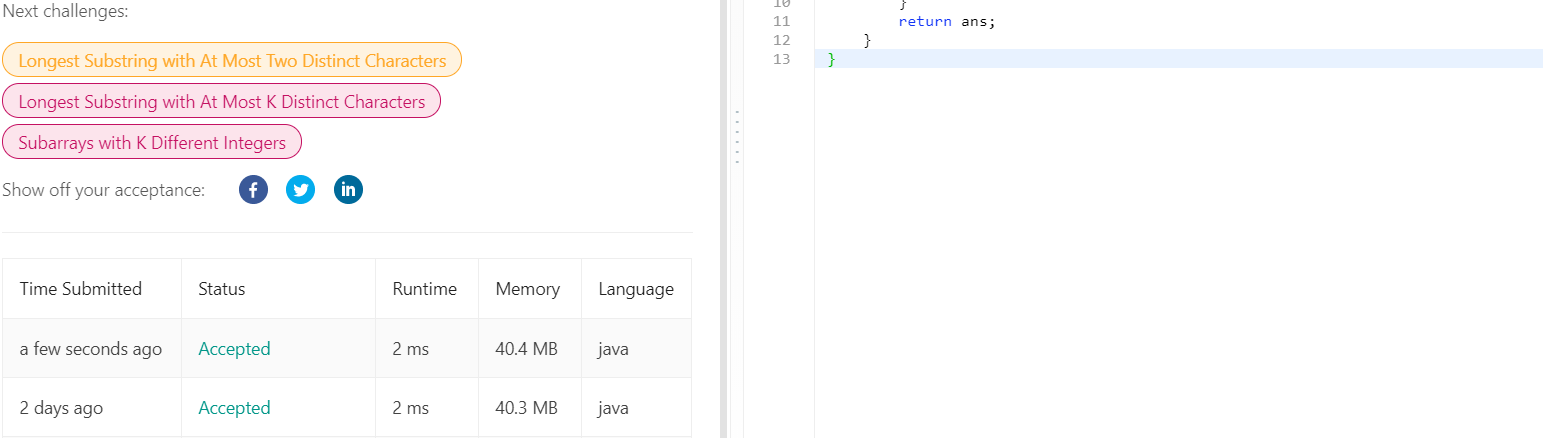 Next challenges:
Longest Substring with At Most Two Distinct Characters
Longest Substring with At Most K Distinct Characters
Subarrays with K Different Integers
Show off your acceptance:
Time Submitted Status Runtime Memory Language
a few seconds ago Accepted 2 ms 40.4 MB java
2 days ago Accepted 2 ms 40.3 MB java
10 }
11 return ans;
12 }
13 }